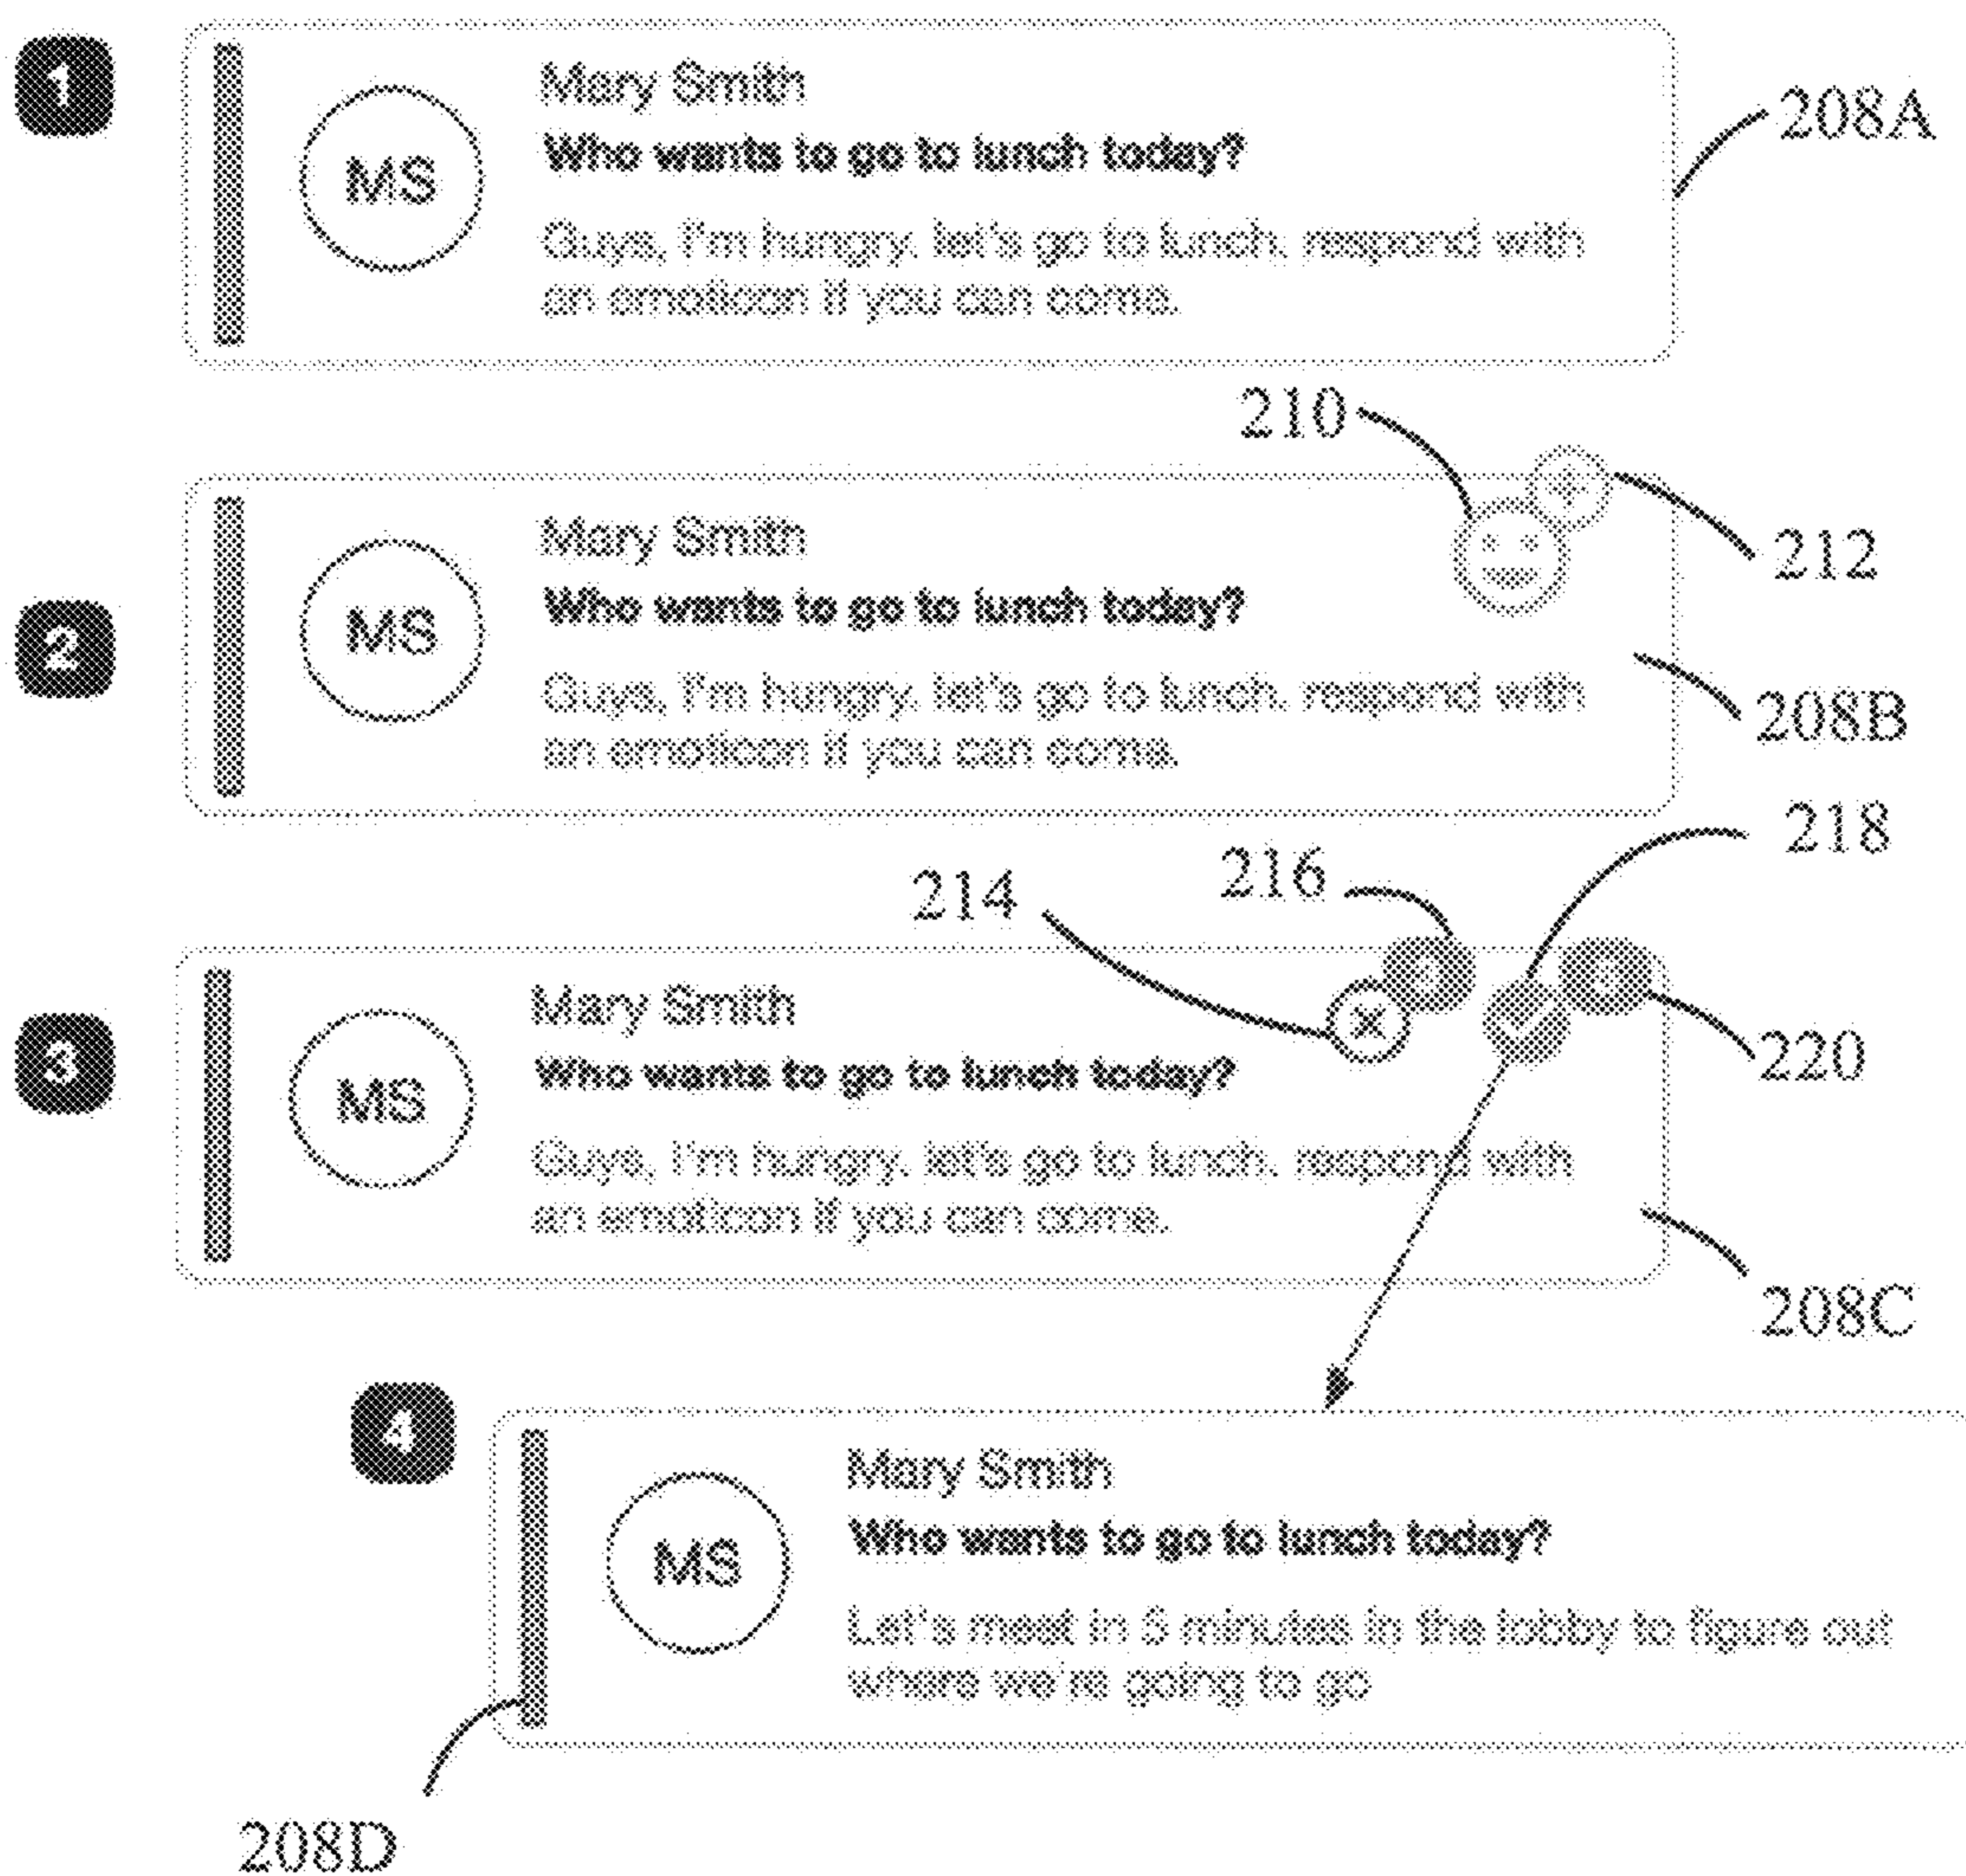 1
MS
Mary Smith
Who wants to go to lunch today?
Guys, I'm hungry, let's go to lunch, respond with
an emoticon if you can come.
208A
210
212
2
MS
Mary Smith
Who wants to go to lunch today?
Guys, I'm hungry, let's go to lunch, respond with
an emoticon if you can come.
208B
218
216
214
3
MS
Mary Smith
Who wants to go to lunch today?
Guys, I'm hungry, let's go to lunch, respond with
an emoticon if you can come.
220
208C
4
MS
Mary Smith
Who wants to go to lunch today?
Let's meet in 5 minutes in the lobby to figure out
where we're going to go
208D